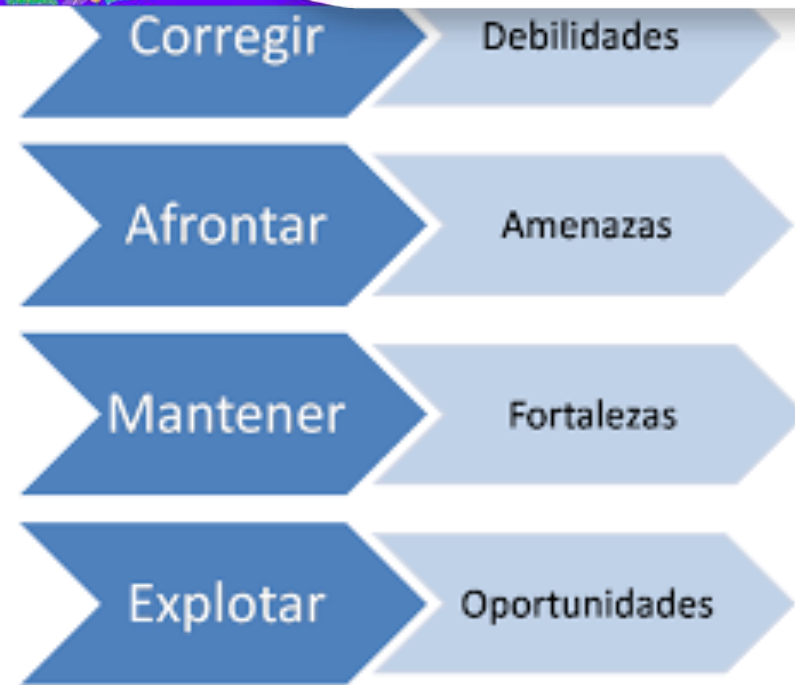 Corregir Debilidades
Afrontar Amenazas
Mantener Fortalezas
Explotar Oportunidades